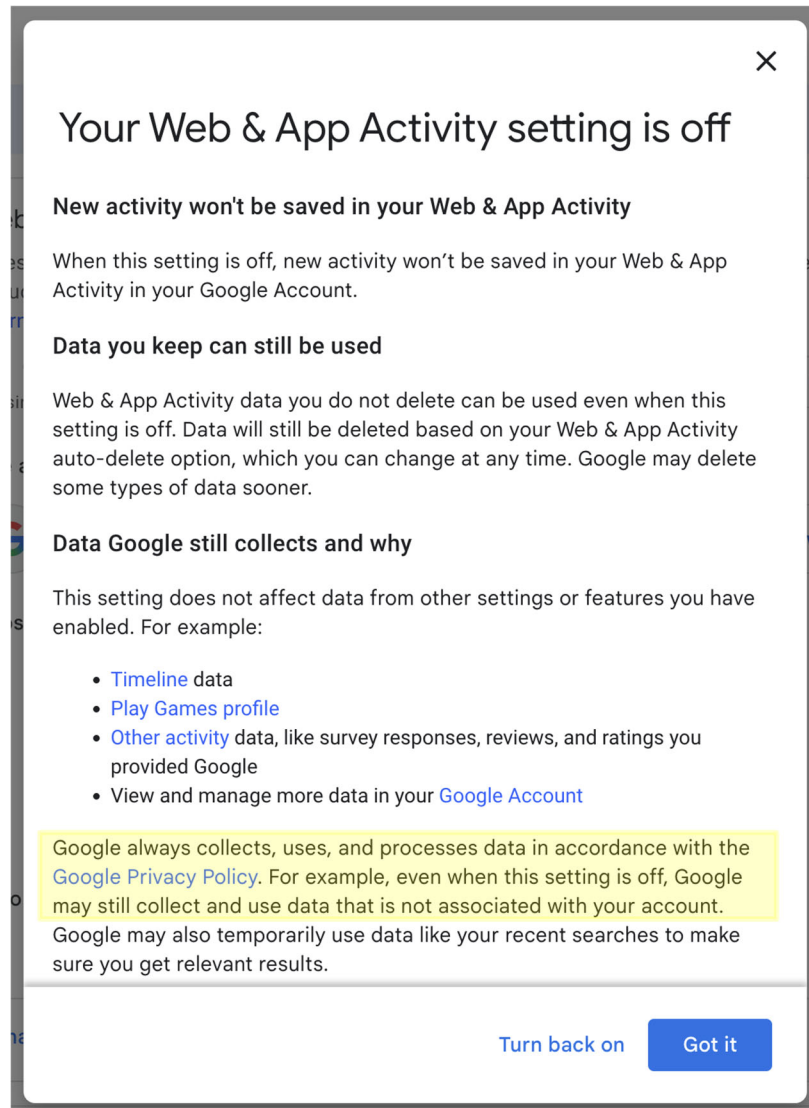 Your Web & App Activity setting is off
New activity won't be saved in your Web & App Activity
When this setting is off, new activity won’t be saved in your Web & App
Activity in your Google Account.
Data you keep can still be used
Web & App Activity data you do not delete can be used even when this
setting is off. Data will still be deleted based on your Web & App Activity
auto-delete option, which you can change at any time. Google may delete
some types of data sooner.
Data Google still collects and why
This setting does not affect data from other settings or features you have
enabled. For example:
• Timeline data
• Play Games profile
• Other activity data, like survey responses, reviews, and ratings you
provided Google
• View and manage more data in your Google Account
Google always collects, uses, and processes data in accordance with the
Google Privacy Policy. For example, even when this setting is off, Google
may still collect and use data that is not associated with your account.
Google may also temporarily use data like your recent searches to make
sure you get relevant results.
Turn back on
Got it